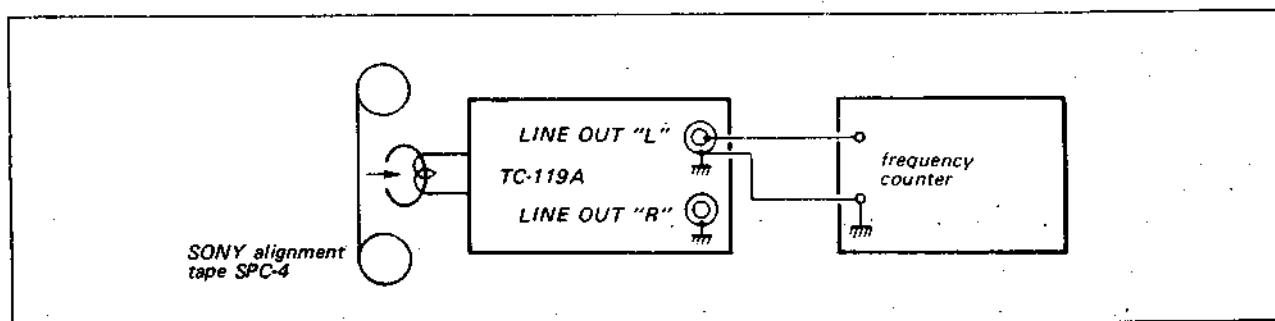 LINE OUT "L"
TC-119A
LINE OUT "R"
frequency
counter
SONY alignment
tape SPC-4